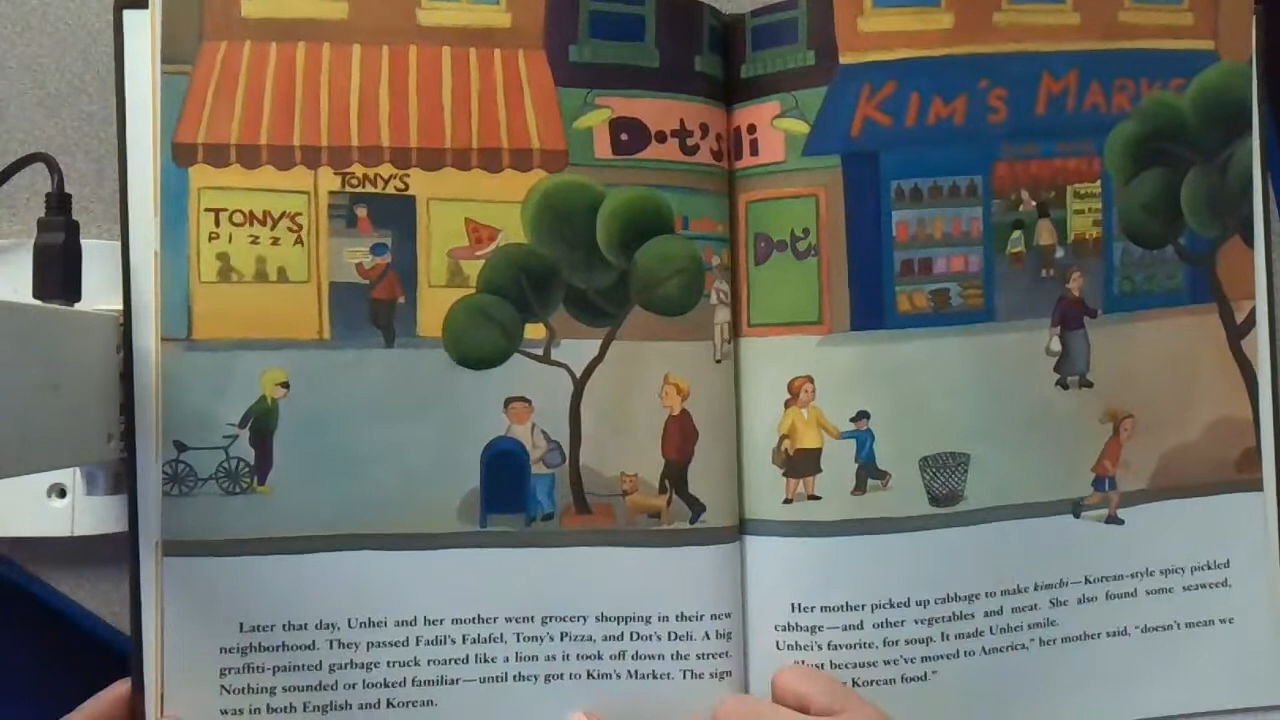 TONY'S
TONY'S
PIZZA
Dot's
li
Dot's
KIM'S
Later that day, Unhei and her mother went grocery shopping in their new
neighborhood. They passed Fadil's Falafel, Tony's Pizza, and Dot's Deli. A big
graffiti-painted garbage truck roared like a lion as it took off down the street.
Nothing sounded or looked familiar—until they got to Kim's Market. The sign
was in both English and Korean.
Her mother picked up cabbage to make kimchi—Korean-style spicy pickled
cabbage—and other vegetables and meat. She also found some seaweed,
Unhei's favorite, for soup. It made Unhei smile.
"Just because we've moved to America," her mother said, "doesn't mean we
Korean food."